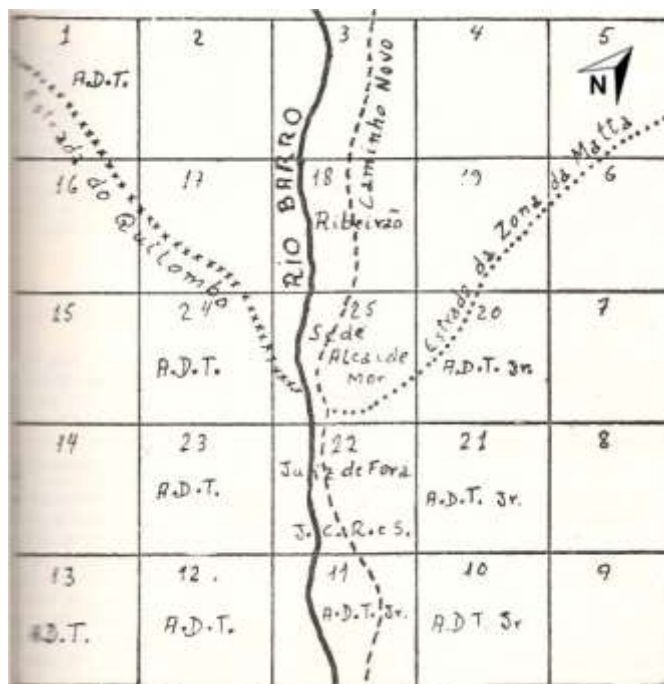 1 2 3 4 5
A.D.T.
N
Estrada do Quilombo
RIO BARRO
Caminho Novo
Estrada da Zona da Matta
16 17 18 19 6
Ribeirão
15 24 25 20 7
Séde
Alcaide
Mor
A.D.T. A.D.T. Jr.
14 23 22 21 8
Juiz de Fora
A.D.T. A.D.T. Jr.
J. C. R. e S.
13 12. 11 10 9
A.D.T. A.D.T. A.D.T. Jr. A.D T. Jr